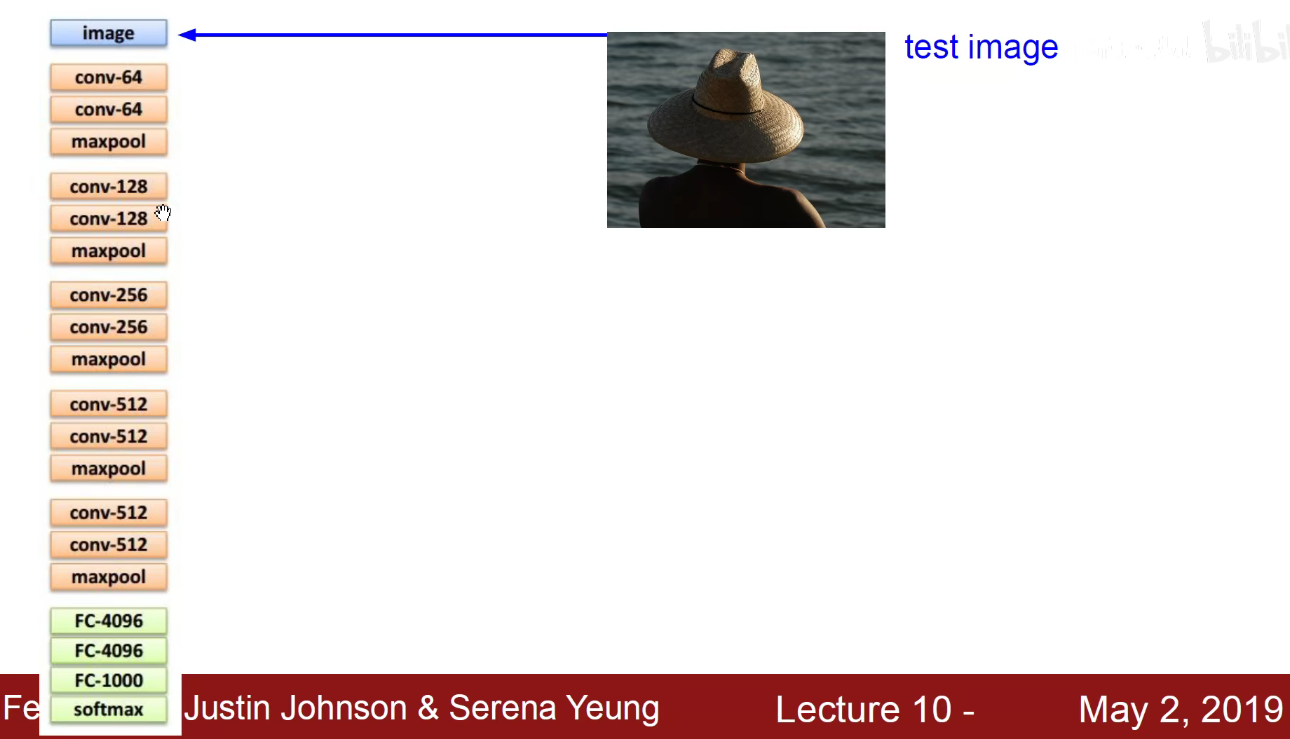 image
conv-64
conv-64
maxpool
conv-128
conv-128
maxpool
conv-256
conv-256
maxpool
conv-512
conv-512
maxpool
conv-512
conv-512
maxpool
FC-4096
FC-4096
FC-1000
softmax
test image
Fe
Justin Johnson & Serena Yeung
Lecture 10 -
May 2, 2019